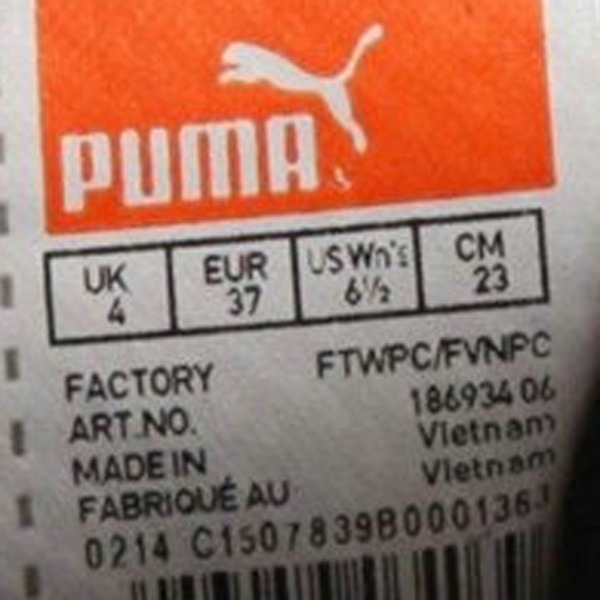 PUMA
UK EUR US Wn's CM
4 37 6½ 23
FACTORY FTWPC/FVNPC
ART.NO. 186934 06
MADE IN Vietnam
FABRIQUÉ AU Vietnam
0214